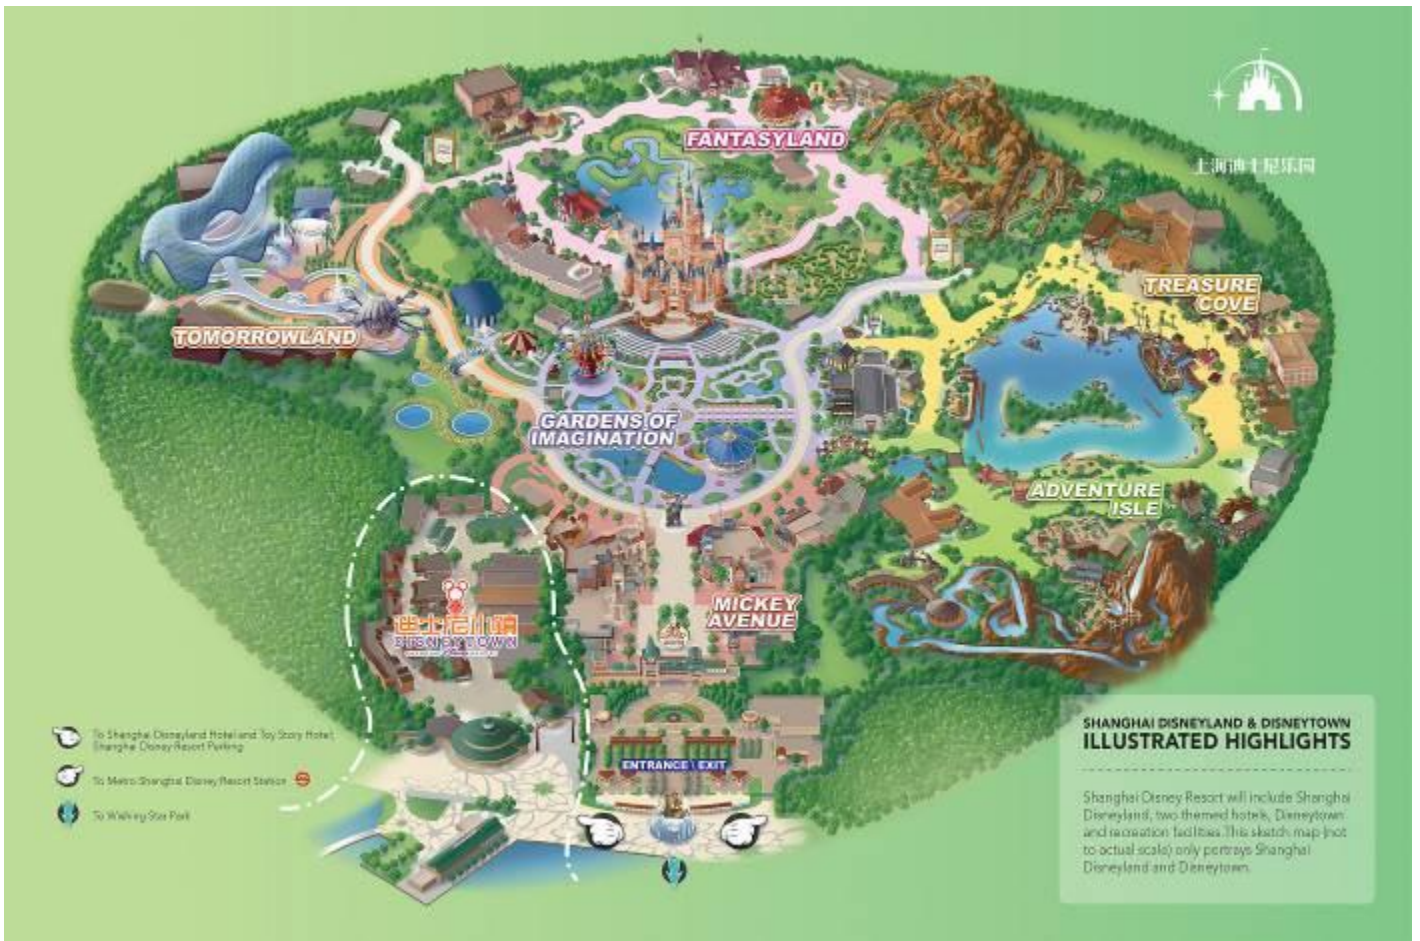 上海迪士尼乐园
FANTASYLAND
TREASURE
COVE
TOMORROWLAND
GARDENS OF
IMAGINATION
ADVENTURE
ISLE
MICKEY
AVENUE
迪士尼小镇
DISNEYTOWN
ENTRANCE | EXIT
To Shanghai Disneyland Hotel and Toy Story Hotel,
Shanghai Disney Resort Parking
To Metro Shanghai Disney Resort Station
To Wishing Star Park
SHANGHAI DISNEYLAND & DISNEYTOWN
ILLUSTRATED HIGHLIGHTS
Shanghai Disney Resort will include Shanghai
Disneyland, two themed hotels, Disneytown
and recreation facilities. This sketch map (not
to actual scale) only portrays Shanghai
Disneyland and Disneytown.